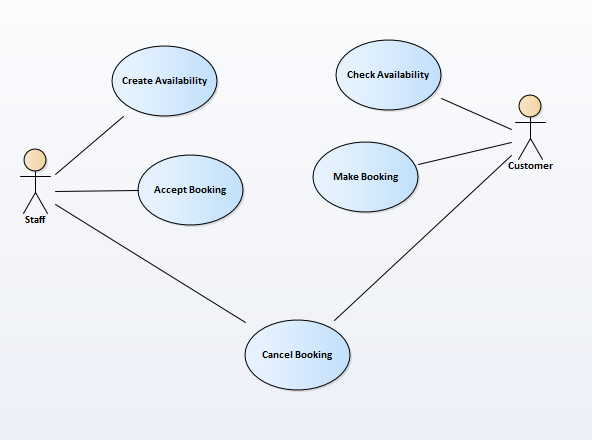 Create Availability
Check Availability
Accept Booking
Make Booking
Customer
Staff
Cancel Booking